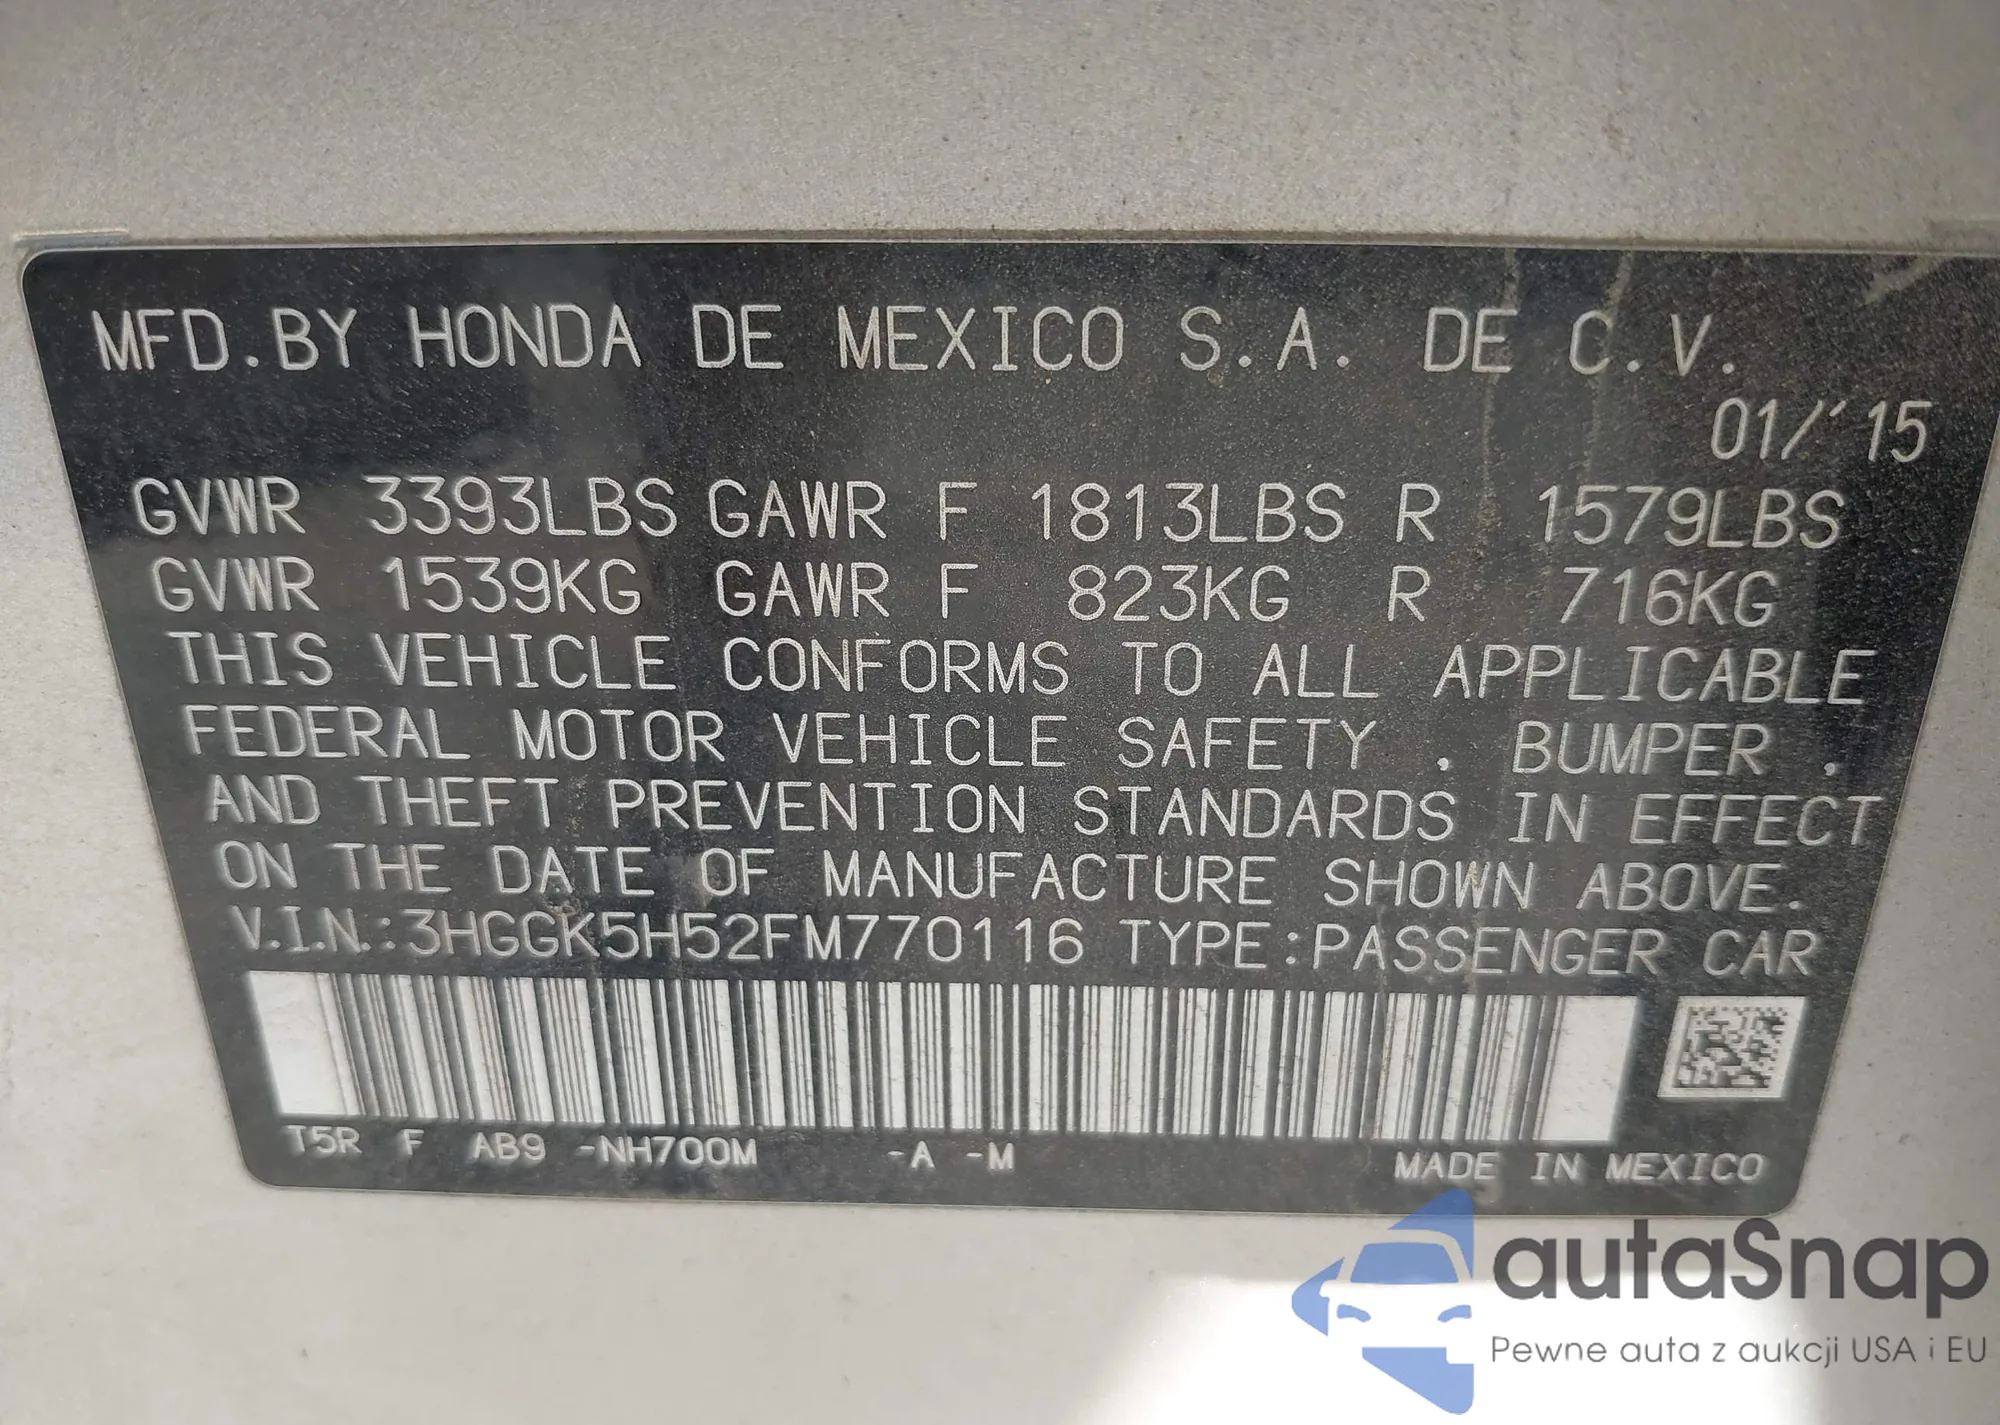 MFD.BY HONDA DE MEXICO S.A. DE C.V.
01/'15
GVWR 3393LBS GAWR F 1813LBS R 1579LBS
GVWR 1539KG GAWR F 823KG R 716KG
THIS VEHICLE CONFORMS TO ALL APPLICABLE
FEDERAL MOTOR VEHICLE SAFETY , BUMPER ,
AND THEFT PREVENTION STANDARDS IN EFFECT
ON THE DATE OF MANUFACTURE SHOWN ABOVE.
V.I.N.:3HGGK5H52FM770116 TYPE:PASSENGER CAR
T5R F AB9 -NH700M -A -M MADE IN MEXICO
autaSnap
Pewne auta z aukcji USA i EU